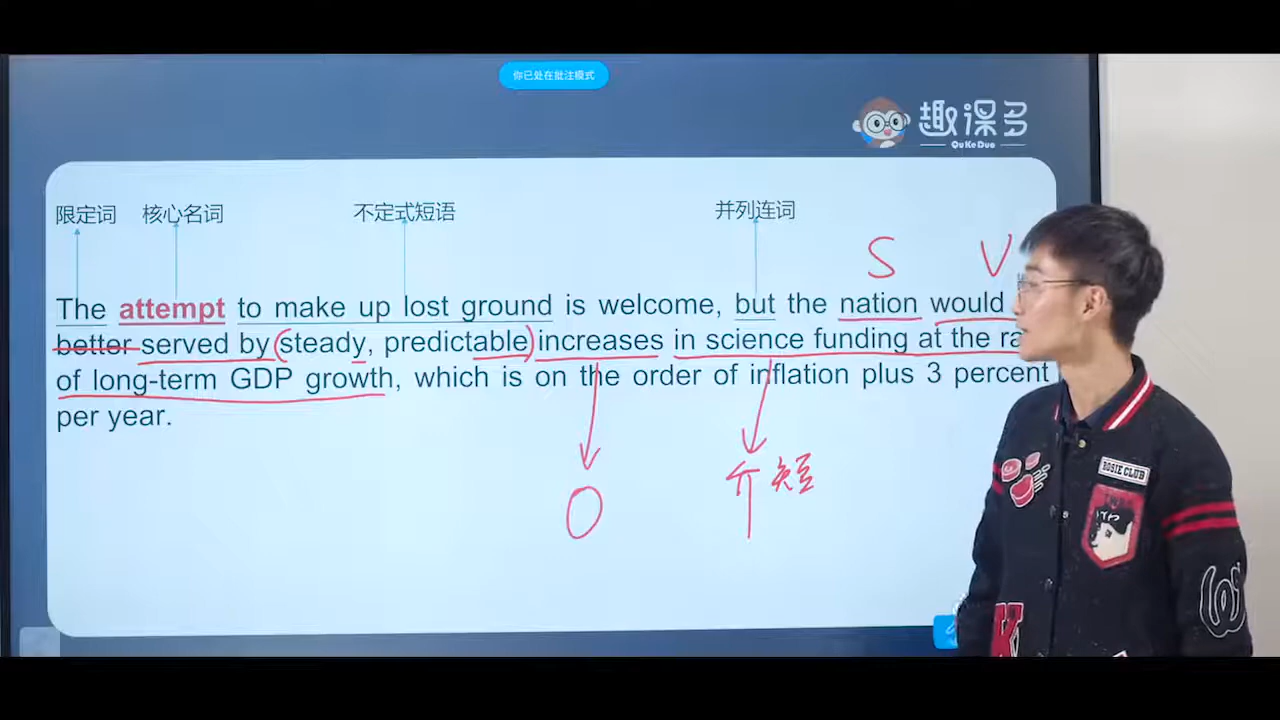 你已处在批注模式
趣课多
QuKeDuo
限定词 核心名词 不定式短语 并列连词
S V
The attempt to make up lost ground is welcome, but the nation would
better served by (steady, predictable) increases in science funding at the ra
of long-term GDP growth, which is on the order of inflation plus 3 percent
per year.
O 介短
ROSIE CLUB
K